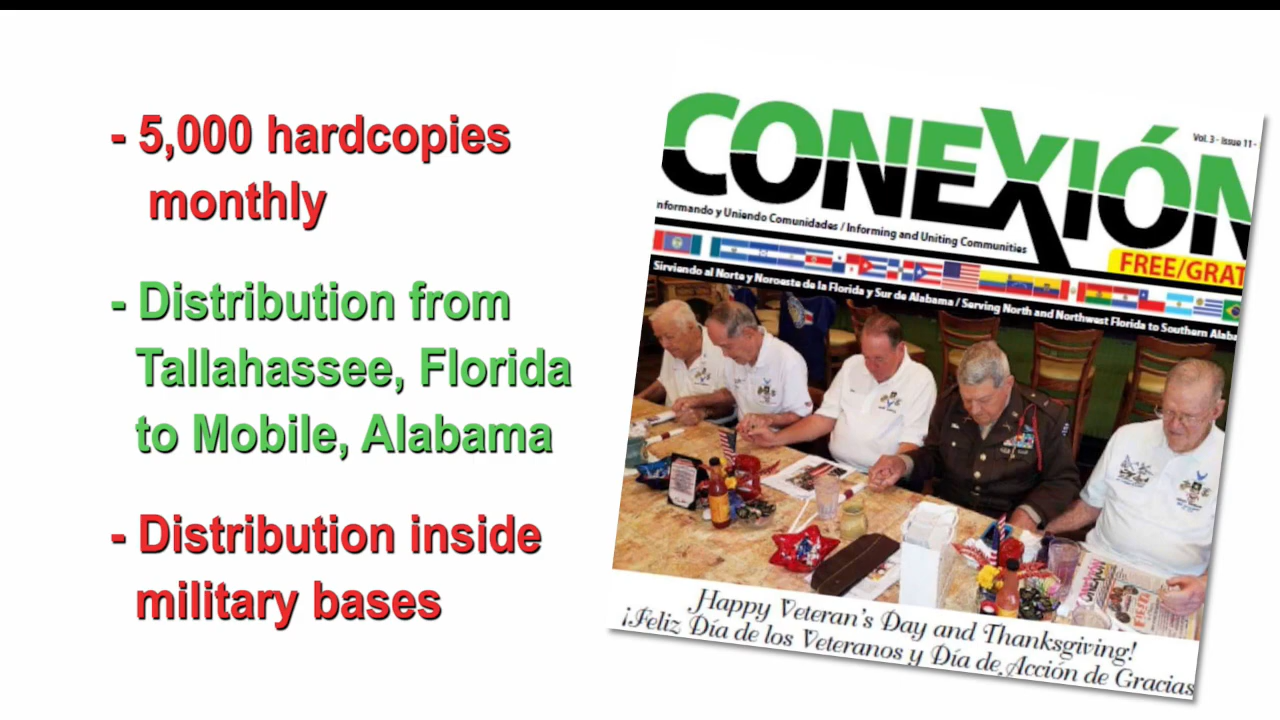 - 5,000 hardcopies
monthly
- Distribution from
Tallahassee, Florida
to Mobile, Alabama
- Distribution inside
military bases
CONEXIÓN
Vol. 3 - Issue 11 -
Informando y Uniendo Comunidades / Informing and Uniting Communities
FREE/GRAT
Sirviendo al Norte y Noroeste de la Florida y Sur de Alabama / Serving North and Northwest Florida to Southern Alaba
CONEXIÓN
Happy Veteran's Day and Thanksgiving!
¡Feliz Día de los Veteranos y Día de Acción de Gracias